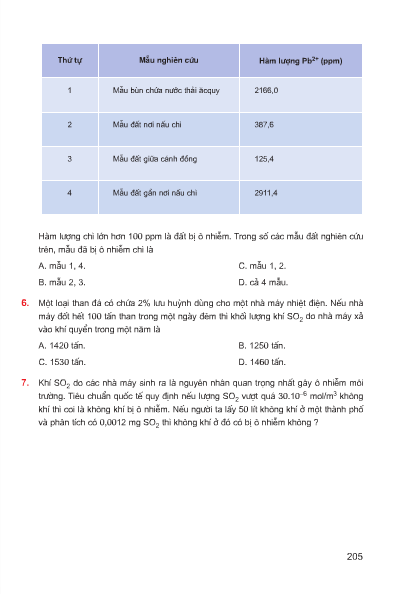 Thứ tự Mẫu nghiên cứu Hàm lượng Pb²⁺ (ppm)
1 Mẫu bùn chứa nước thải ăcquy 2166,0
2 Mẫu đất nơi nấu chì 387,6
3 Mẫu đất giữa cánh đồng 125,4
4 Mẫu đất gần nơi nấu chì 2911,4
Hàm lượng chì lớn hơn 100 ppm là đất bị ô nhiễm. Trong số các mẫu đất nghiên cứu
trên, mẫu đã bị ô nhiễm chì là
A. mẫu 1, 4. C. mẫu 1, 2.
B. mẫu 2, 3. D. cả 4 mẫu.
6. Một loại than đá có chứa 2% lưu huỳnh dùng cho một nhà máy nhiệt điện. Nếu nhà
máy đốt hết 100 tấn than trong một ngày đêm thì khối lượng khí SO₂ do nhà máy xả
vào khí quyển trong một năm là
A. 1420 tấn. B. 1250 tấn.
C. 1530 tấn. D. 1460 tấn.
7. Khí SO₂ do các nhà máy sinh ra là nguyên nhân quan trọng nhất gây ô nhiễm môi
trường. Tiêu chuẩn quốc tế quy định nếu lượng SO₂ vượt quá 30.10⁻⁶ mol/m³ không
khí thì coi là không khí bị ô nhiễm. Nếu người ta lấy 50 lít không khí ở một thành phố
và phân tích có 0,0012 mg SO₂ thì không khí ở đó có bị ô nhiễm không ?
205